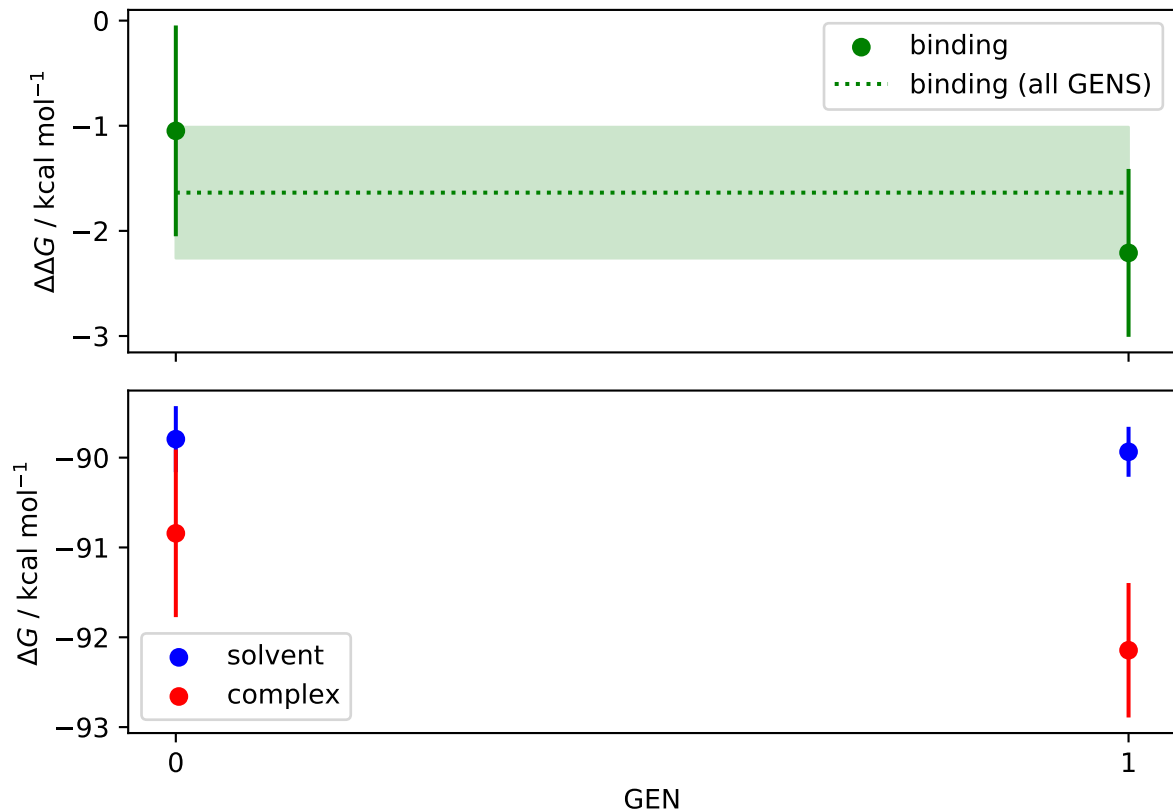 0
−1
−2
−3
ΔΔG / kcal mol⁻¹
binding
binding (all GENS)
−90
−91
−92
−93
ΔG / kcal mol⁻¹
solvent
complex
0
1
GEN